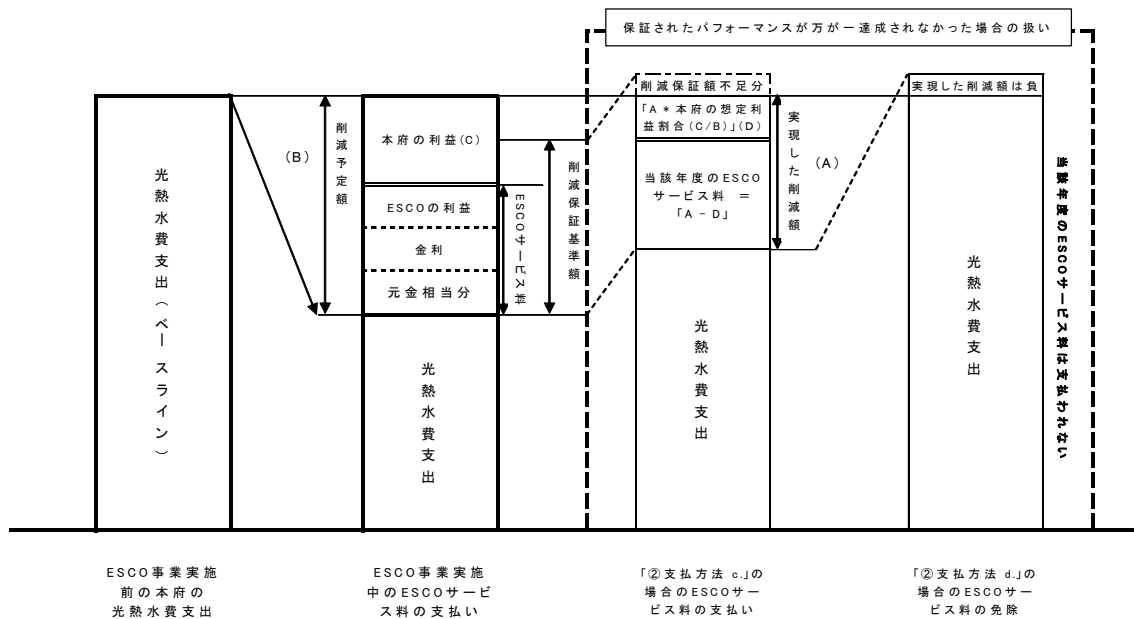 保証されたパフォーマンスが万が一達成されなかった場合の扱い
光熱水費支出（ベースライン）
（B）
削減予定額
本府の利益(C)
ESCOの利益
金利
元金相当分
光熱水費支出
ESCOサービス料
削減保証基準額
削減保証額不足分
「A＊本府の想定利
益割合(C/B)」(D)
当該年度のESCO
サービス料 ＝
「A－D」
光熱水費支出
実現した削減額
（A）
実現した削減額は負
光熱水費支出
当該年度のESCOサービス料は支払われない
ESCO事業実施
前の本府の
光熱水費支出
ESCO事業実施
中のESCOサービ
ス料の支払い
「②支払方法 c.」の
場合のESCOサー
ビス料の支払い
「②支払方法 d.」の
場合のESCOサー
ビス料の免除